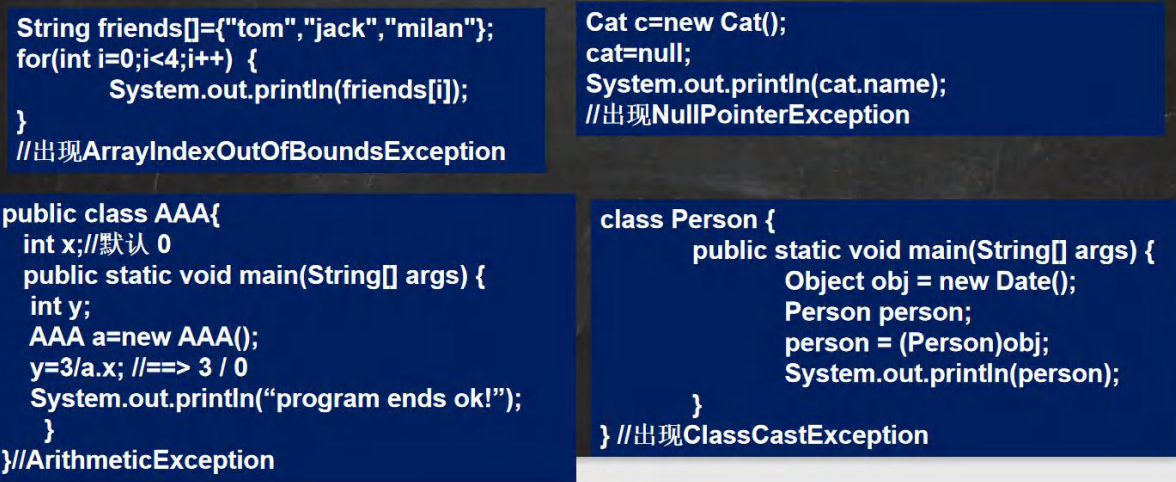 String friends[]={"tom","jack","milan"};
for(int i=0;i<4;i++) {
System.out.println(friends[i]);
}
//出现ArrayIndexOutOfBoundsException
Cat c=new Cat();
cat=null;
System.out.println(cat.name);
//出现NullPointerException
public class AAA{
int x;//默认 0
public static void main(String[] args) {
int y;
AAA a=new AAA();
y=3/a.x; //==> 3 / 0
System.out.println(“program ends ok!”);
}
}//ArithmeticException
class Person {
public static void main(String[] args) {
Object obj = new Date();
Person person;
person = (Person)obj;
System.out.println(person);
}
} //出现ClassCastException